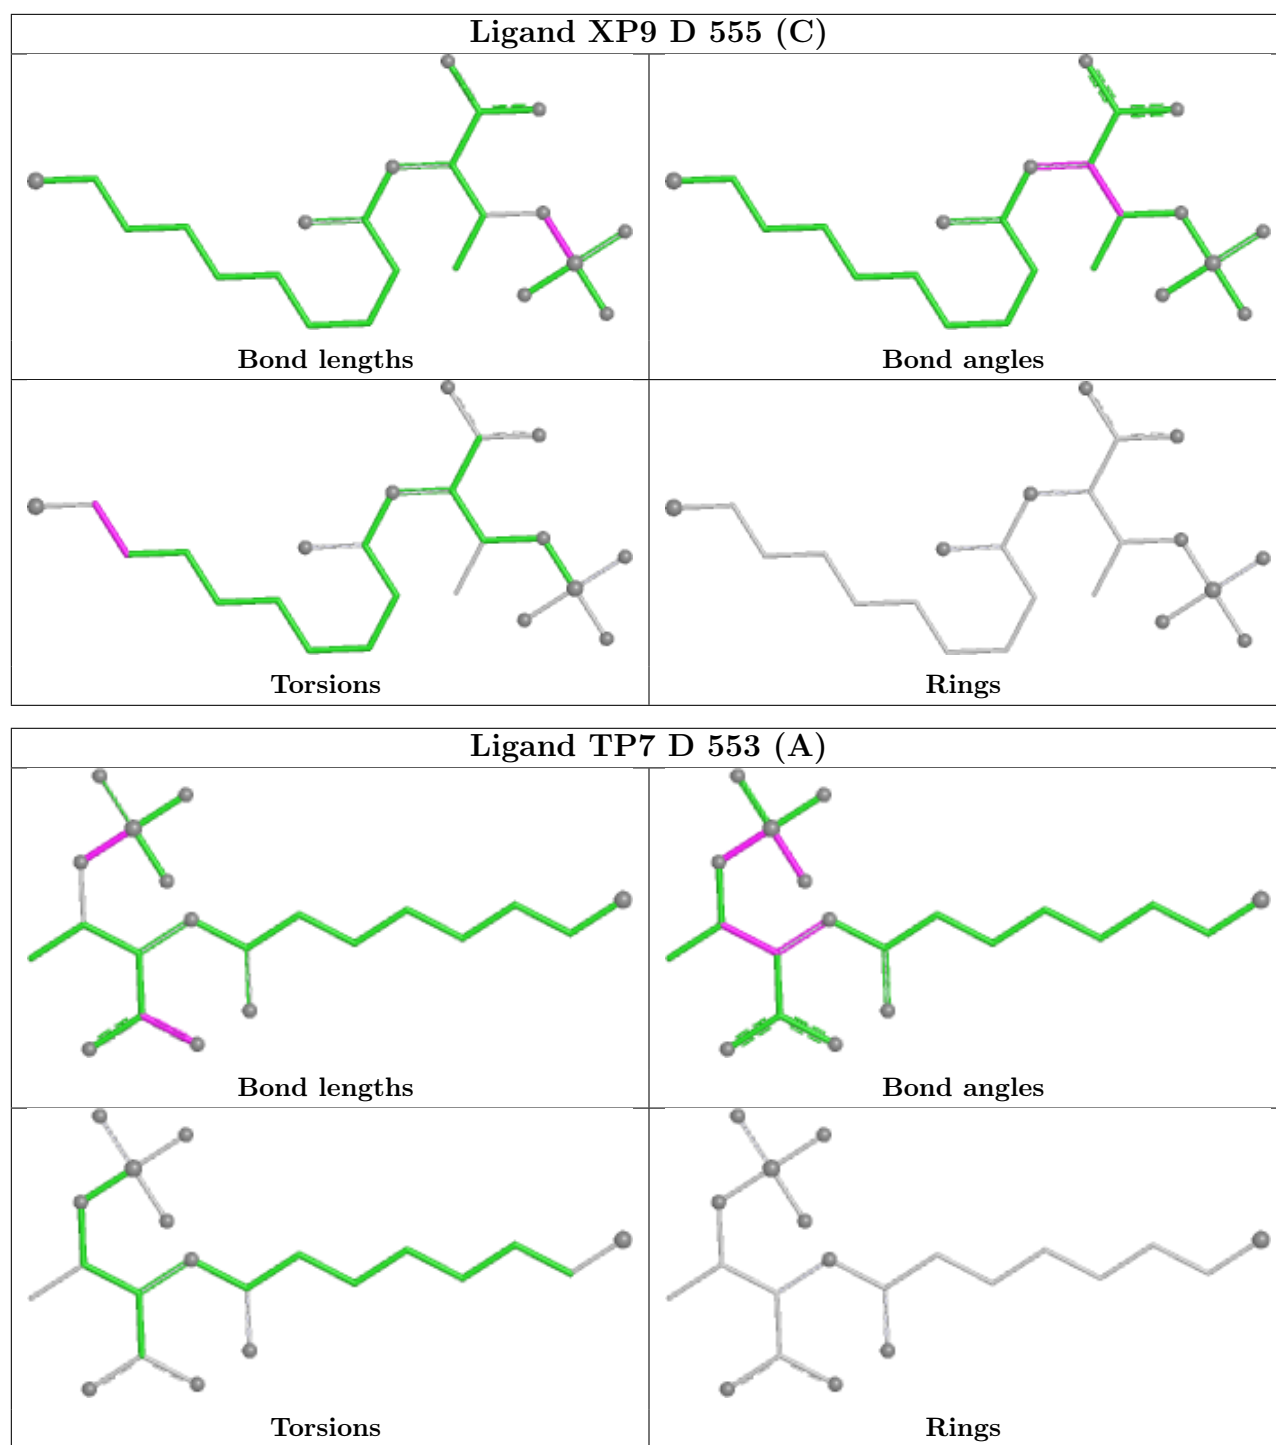 Ligand XP9 D 555 (C)
Bond lengths
Bond angles
Torsions
Rings
Ligand TP7 D 553 (A)
Bond lengths
Bond angles
Torsions
Rings